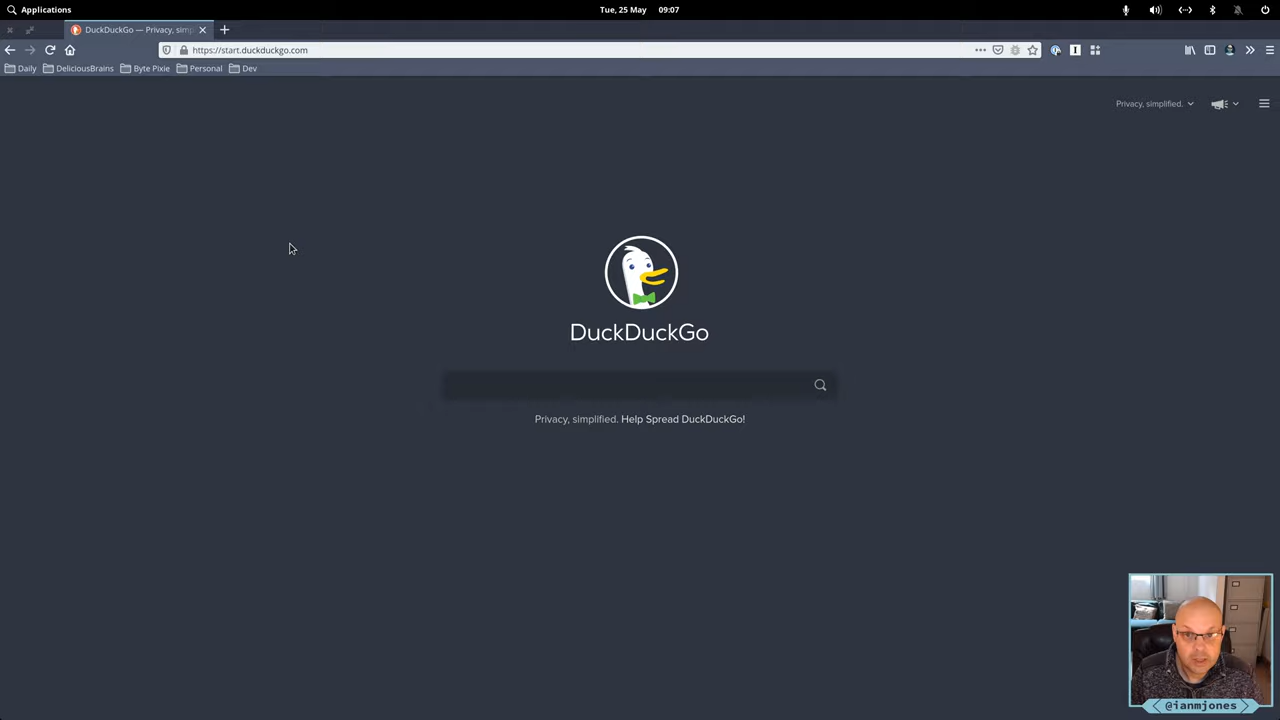 Applications
Tue, 25 May 09:07
DuckDuckGo — Privacy, simp
https://start.duckduckgo.com
Daily DeliciousBrains Byte Pixie Personal Dev
Privacy, simplified.
DuckDuckGo
Privacy, simplified. Help Spread DuckDuckGo!
@ianmjones